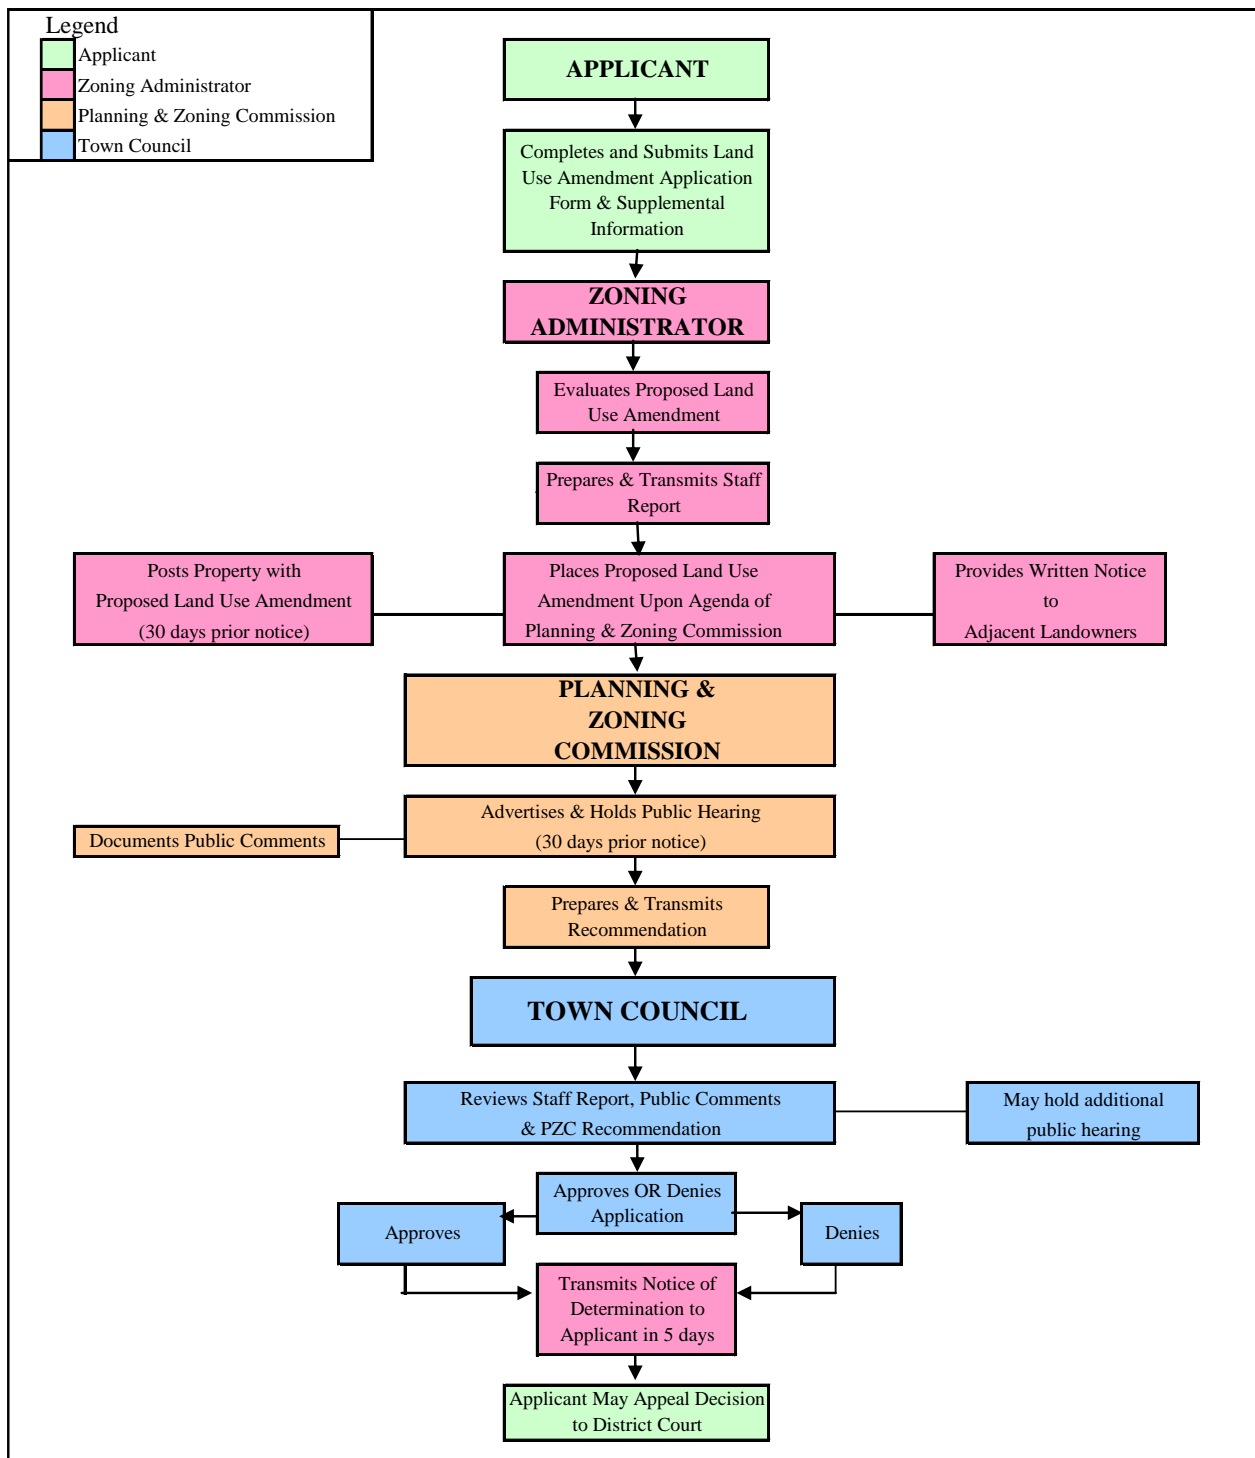 Legend
Applicant
Zoning Administrator
Planning & Zoning Commission
Town Council
APPLICANT
Completes and Submits Land
Use Amendment Application
Form & Supplemental
Information
ZONING
ADMINISTRATOR
Evaluates Proposed Land
Use Amendment
Prepares & Transmits Staff
Report
Posts Property with
Proposed Land Use Amendment
(30 days prior notice)
Places Proposed Land Use
Amendment Upon Agenda of
Planning & Zoning Commission
Provides Written Notice
to
Adjacent Landowners
PLANNING &
ZONING
COMMISSION
Advertises & Holds Public Hearing
(30 days prior notice)
Documents Public Comments
Prepares & Transmits
Recommendation
TOWN COUNCIL
Reviews Staff Report, Public Comments
& PZC Recommendation
May hold additional
public hearing
Approves OR Denies
Application
Approves
Denies
Transmits Notice of
Determination to
Applicant in 5 days
Applicant May Appeal Decision
to District Court